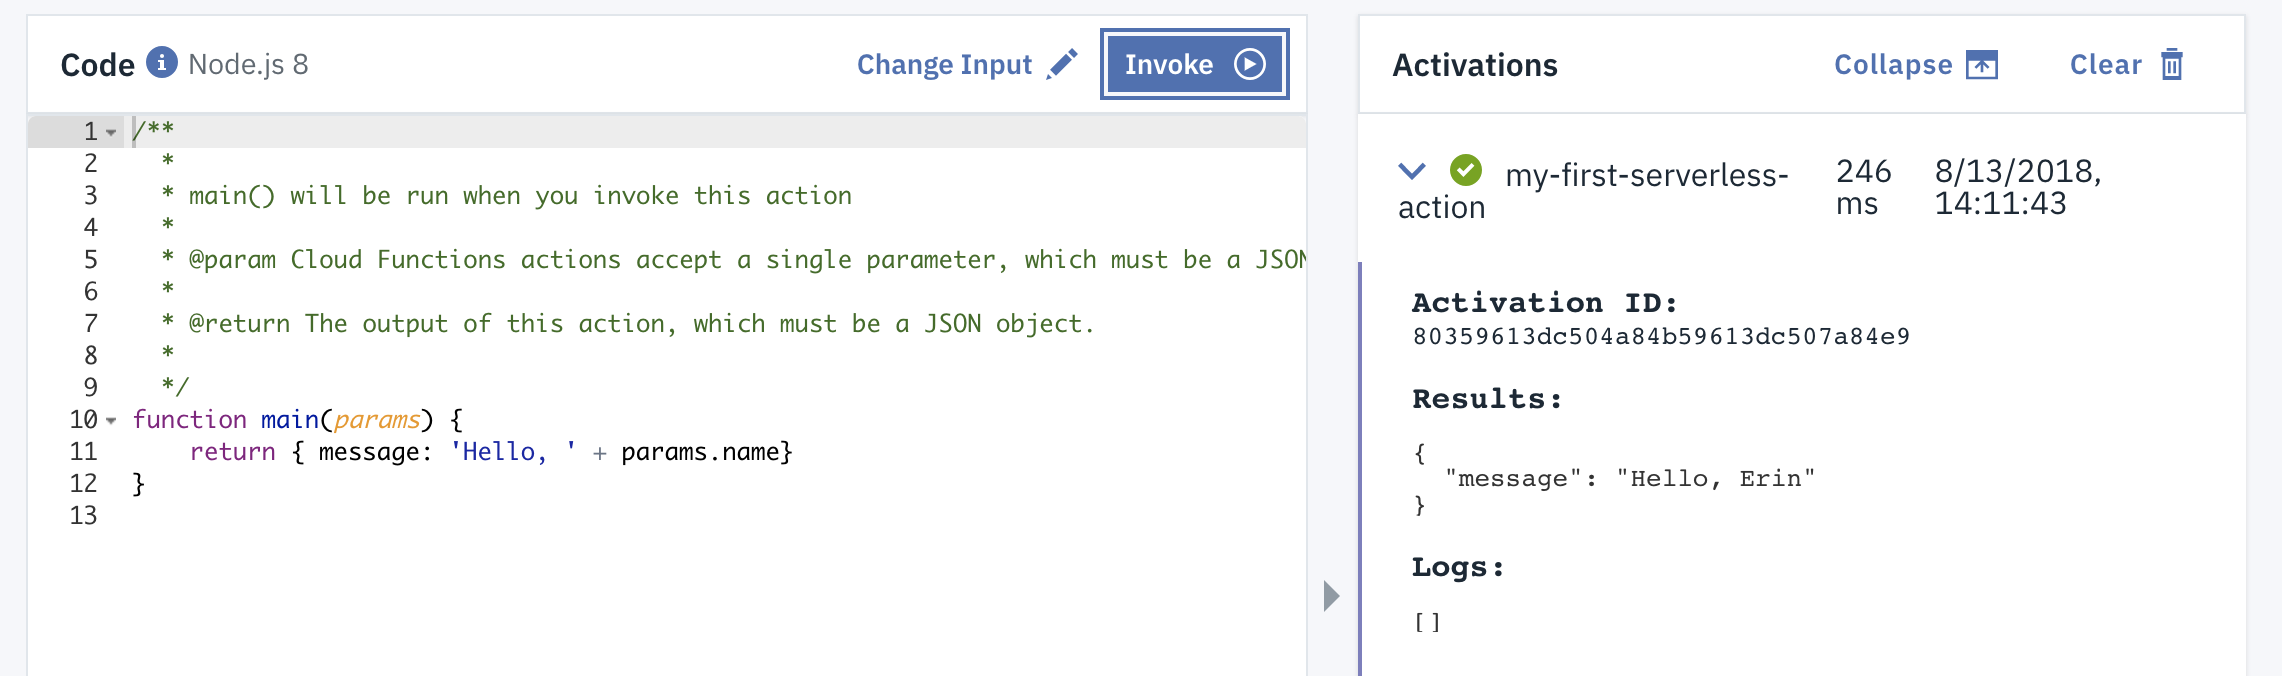 Code Node.js 8 Change Input Invoke
1 /**
2 *
3 * main() will be run when you invoke this action
4 *
5 * @param Cloud Functions actions accept a single parameter, which must be a JSON
6 *
7 * @return The output of this action, which must be a JSON object.
8 *
9 */
10 function main(params) {
11 return { message: 'Hello, ' + params.name}
12 }
13
Activations Collapse Clear
my-first-serverless-
action
246
ms
8/13/2018,
14:11:43
Activation ID:
80359613dc504a84b59613dc507a84e9
Results:
{
"message": "Hello, Erin"
}
Logs:
[]